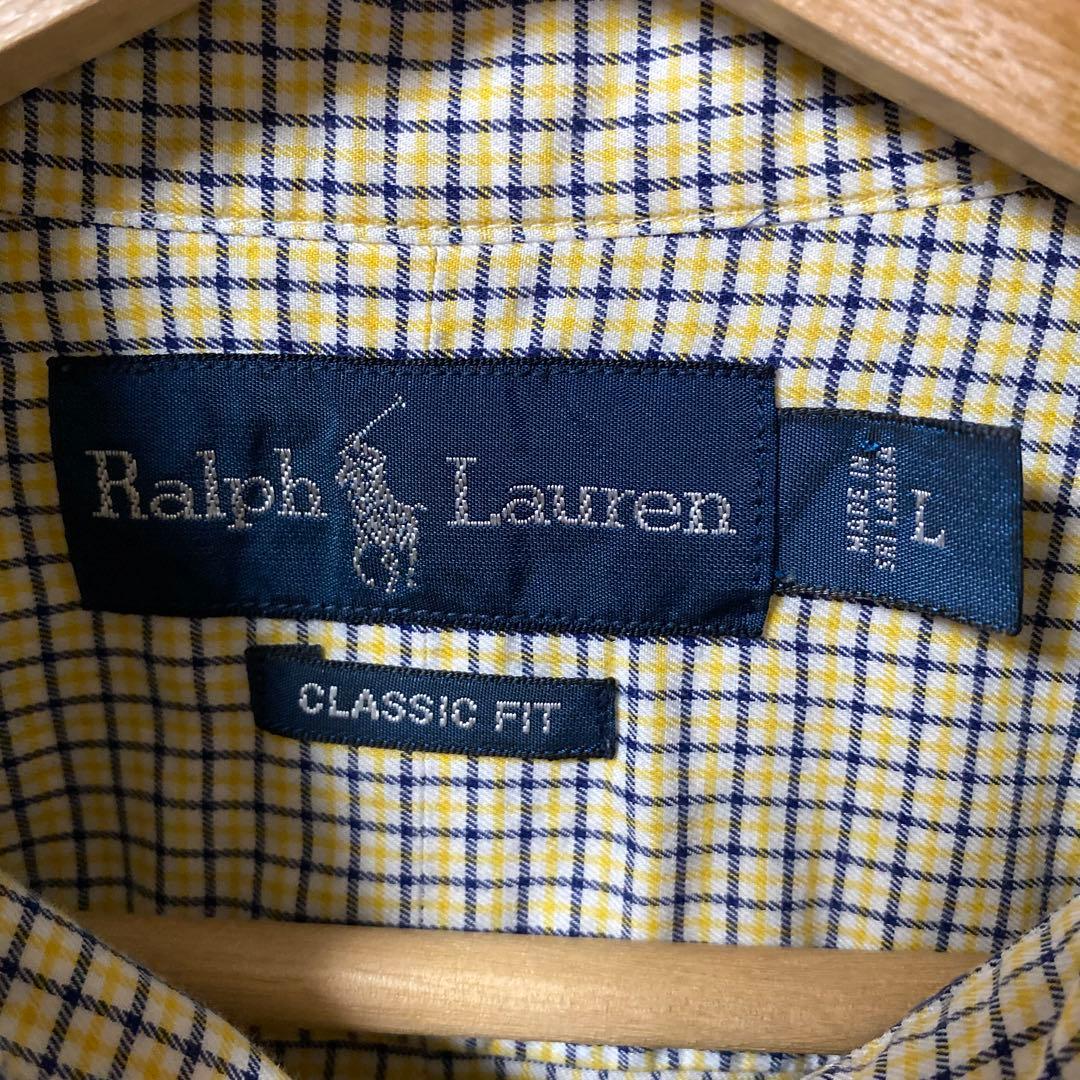 Ralph Lauren
MADE IN
SRI LANKA
L
CLASSIC FIT